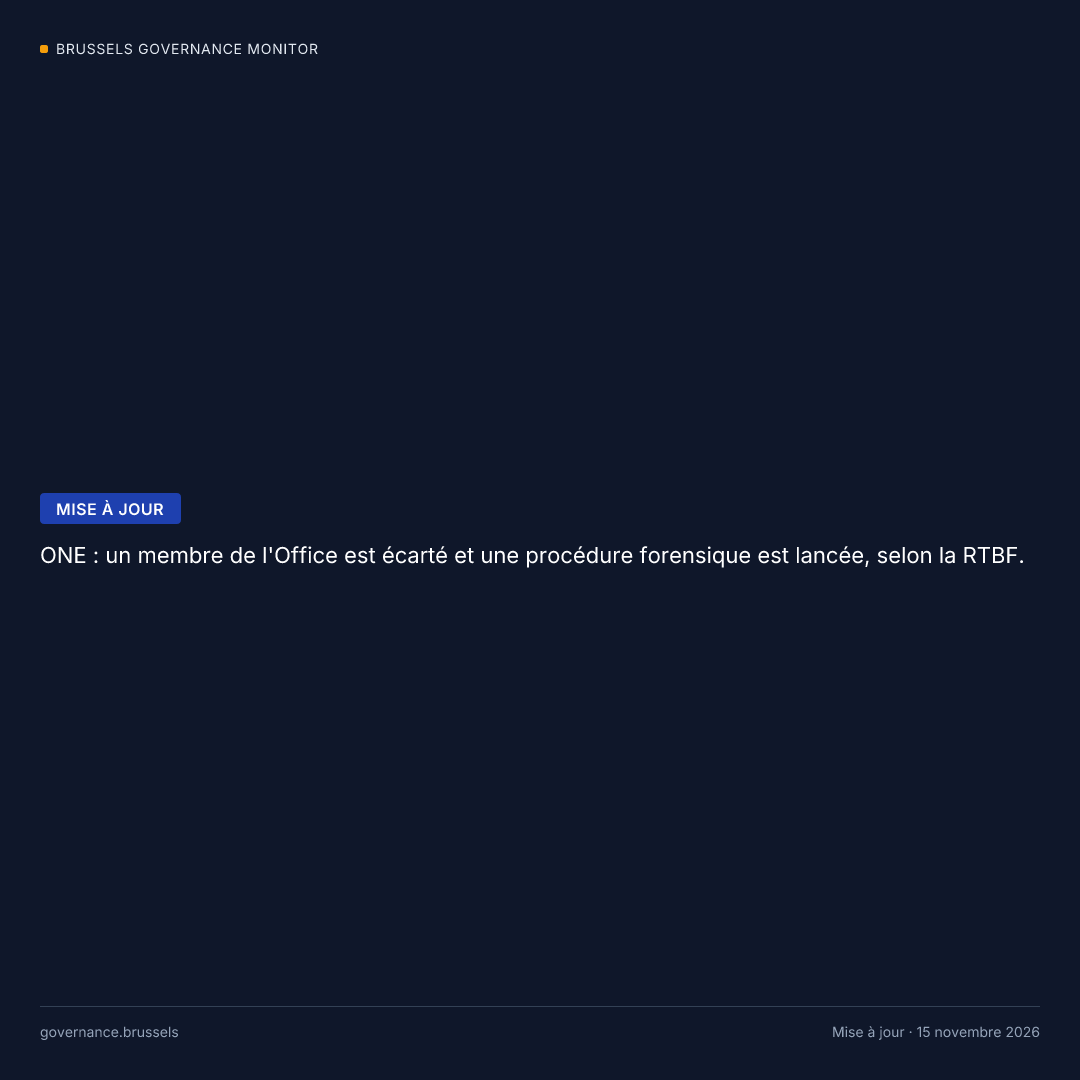 BRUSSELS GOVERNANCE MONITOR
MISE À JOUR
ONE : un membre de l'Office est écarté et une procédure forensique est lancée, selon la RTBF.
governance.brussels
Mise à jour · 15 novembre 2026